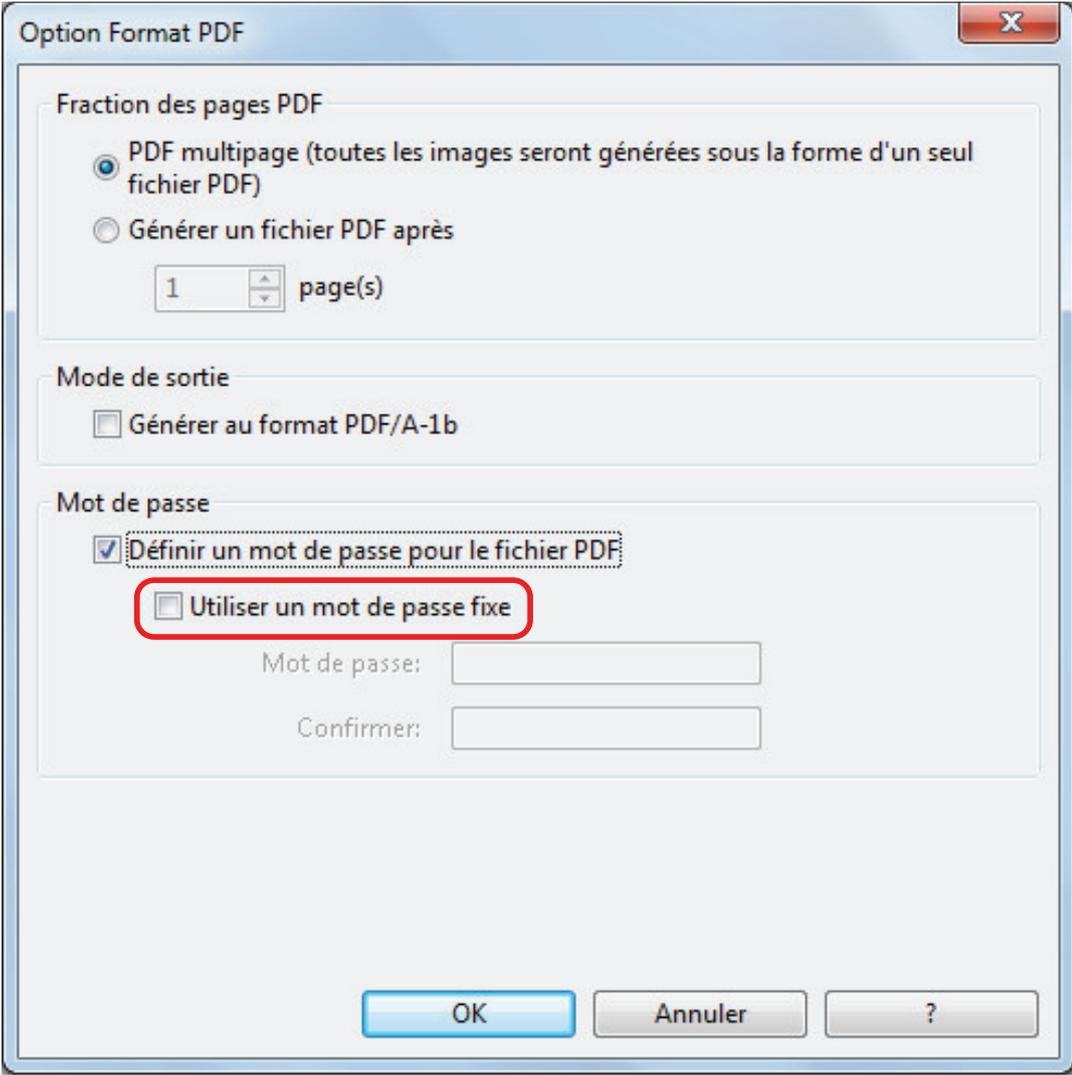 Option Format PDF
Fraction des pages PDF
PDF multipage (toutes les images seront générées sous la forme d'un seul
fichier PDF)
Générer un fichier PDF après
1 page(s)
Mode de sortie
Générer au format PDF/A-1b
Mot de passe
Définir un mot de passe pour le fichier PDF
Utiliser un mot de passe fixe
Mot de passe:
Confirmer:
OK Annuler ?